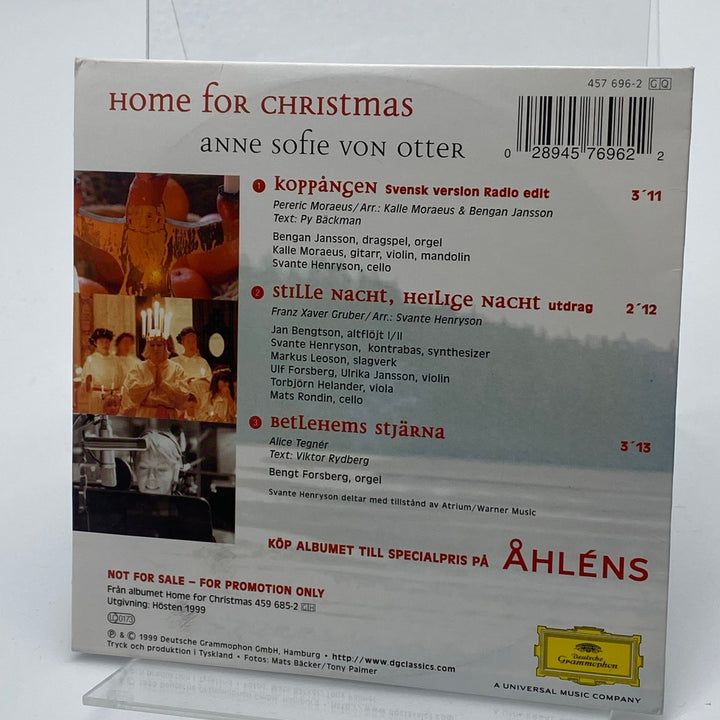 457 696-2 GQ
Home for Christmas
Anne Sofie von Otter
0 28945 76962 2
1 Koppången Svensk version Radio edit 3´11
Pereric Moraeus/Arr.: Kalle Moraeus & Bengan Jansson
Text: Py Bäckman
Bengan Jansson, dragspel, orgel
Kalle Moraeus, gitarr, violin, mandolin
Svante Henryson, cello
2 Stille Nacht, Heilige Nacht utdrag 2´12
Franz Xaver Gruber/Arr.: Svante Henryson
Jan Bengtson, altflöjt I/II
Svante Henryson, kontrabas, synthesizer
Markus Leoson, slagverk
Ulf Forsberg, Ulrika Jansson, violin
Torbjörn Helander, viola
Mats Rondin, cello
3 Betlehems Stjärna 3´13
Alice Tegnér
Text: Viktor Rydberg
Bengt Forsberg, orgel
Svante Henryson deltar med tillstånd av Atrium/Warner Music
KÖP ALBUMET TILL SPECIALPRIS PÅ ÅHLÉNS
NOT FOR SALE – FOR PROMOTION ONLY
Från albumet Home for Christmas 459 685-2 GH
Utgivning: Hösten 1999
LC 0173
℗ & © 1999 Deutsche Grammophon GmbH, Hamburg • http://www.dgclassics.com
Tryck och produktion i Tyskland • Fotos: Mats Bäcker/Tony Palmer
Deutsche
Grammophon
A UNIVERSAL MUSIC COMPANY